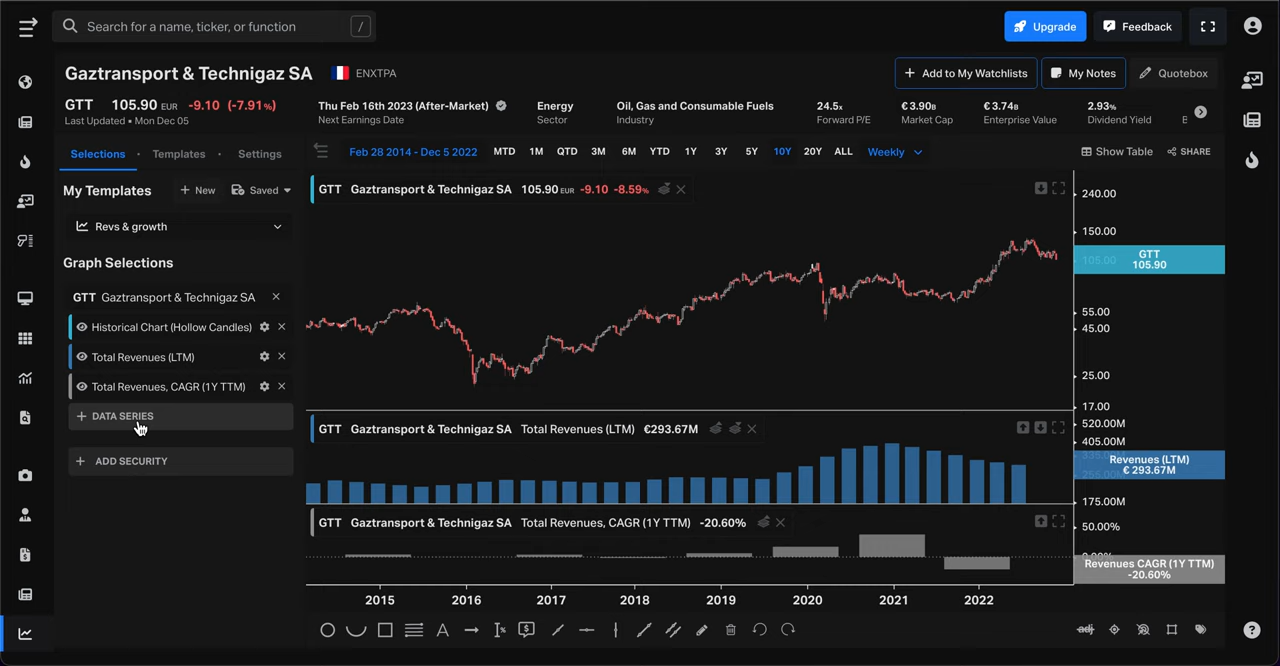 Search for a name, ticker, or function /
Upgrade
Feedback
Gaztransport & Technigaz SA ENXTPA
+ Add to My Watchlists
My Notes
Quotebox
GTT 105.90 EUR -9.10 (-7.91%)
Last Updated • Mon Dec 05
Thu Feb 16th 2023 (After-Market)
Next Earnings Date
Energy
Sector
Oil, Gas and Consumable Fuels
Industry
24.5x
Forward P/E
€3.90B
Market Cap
€3.74B
Enterprise Value
2.93%
Dividend Yield
Selections • Templates • Settings
Feb 28 2014 - Dec 5 2022 MTD 1M QTD 3M 6M YTD 1Y 3Y 5Y 10Y 20Y ALL Weekly
Show Table SHARE
My Templates + New Saved
Revs & growth
Graph Selections
GTT Gaztransport & Technigaz SA ×
Historical Chart (Hollow Candles) ×
Total Revenues (LTM) ×
Total Revenues, CAGR (1Y TTM) ×
+ DATA SERIES
+ ADD SECURITY
GTT Gaztransport & Technigaz SA 105.90 EUR -9.10 -8.59% ×
240.00
150.00
105.00
GTT
105.90
55.00
45.00
25.00
17.00
GTT Gaztransport & Technigaz SA Total Revenues (LTM) €293.67M ×
520.00M
405.00M
Revenues (LTM)
€ 293.67M
175.00M
GTT Gaztransport & Technigaz SA Total Revenues, CAGR (1Y TTM) -20.60% ×
50.00%
0.00%
Revenues CAGR (1Y TTM)
-20.60%
2015 2016 2017 2018 2019 2020 2021 2022
A
adj
?